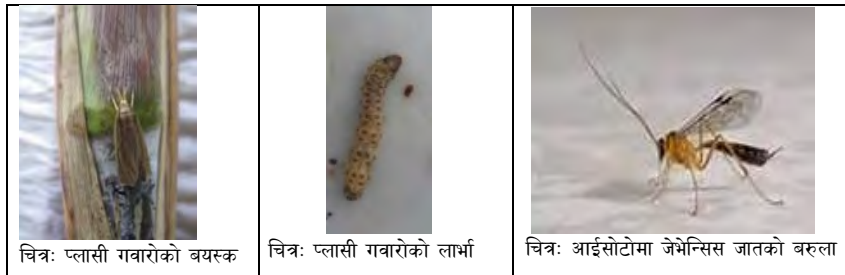 चित्रः प्लासी गवारोको बयस्क
चित्रः प्लासी गवारोको लार्भा
चित्रः आईसोटोमा जेभेन्सिस जातको बरुला